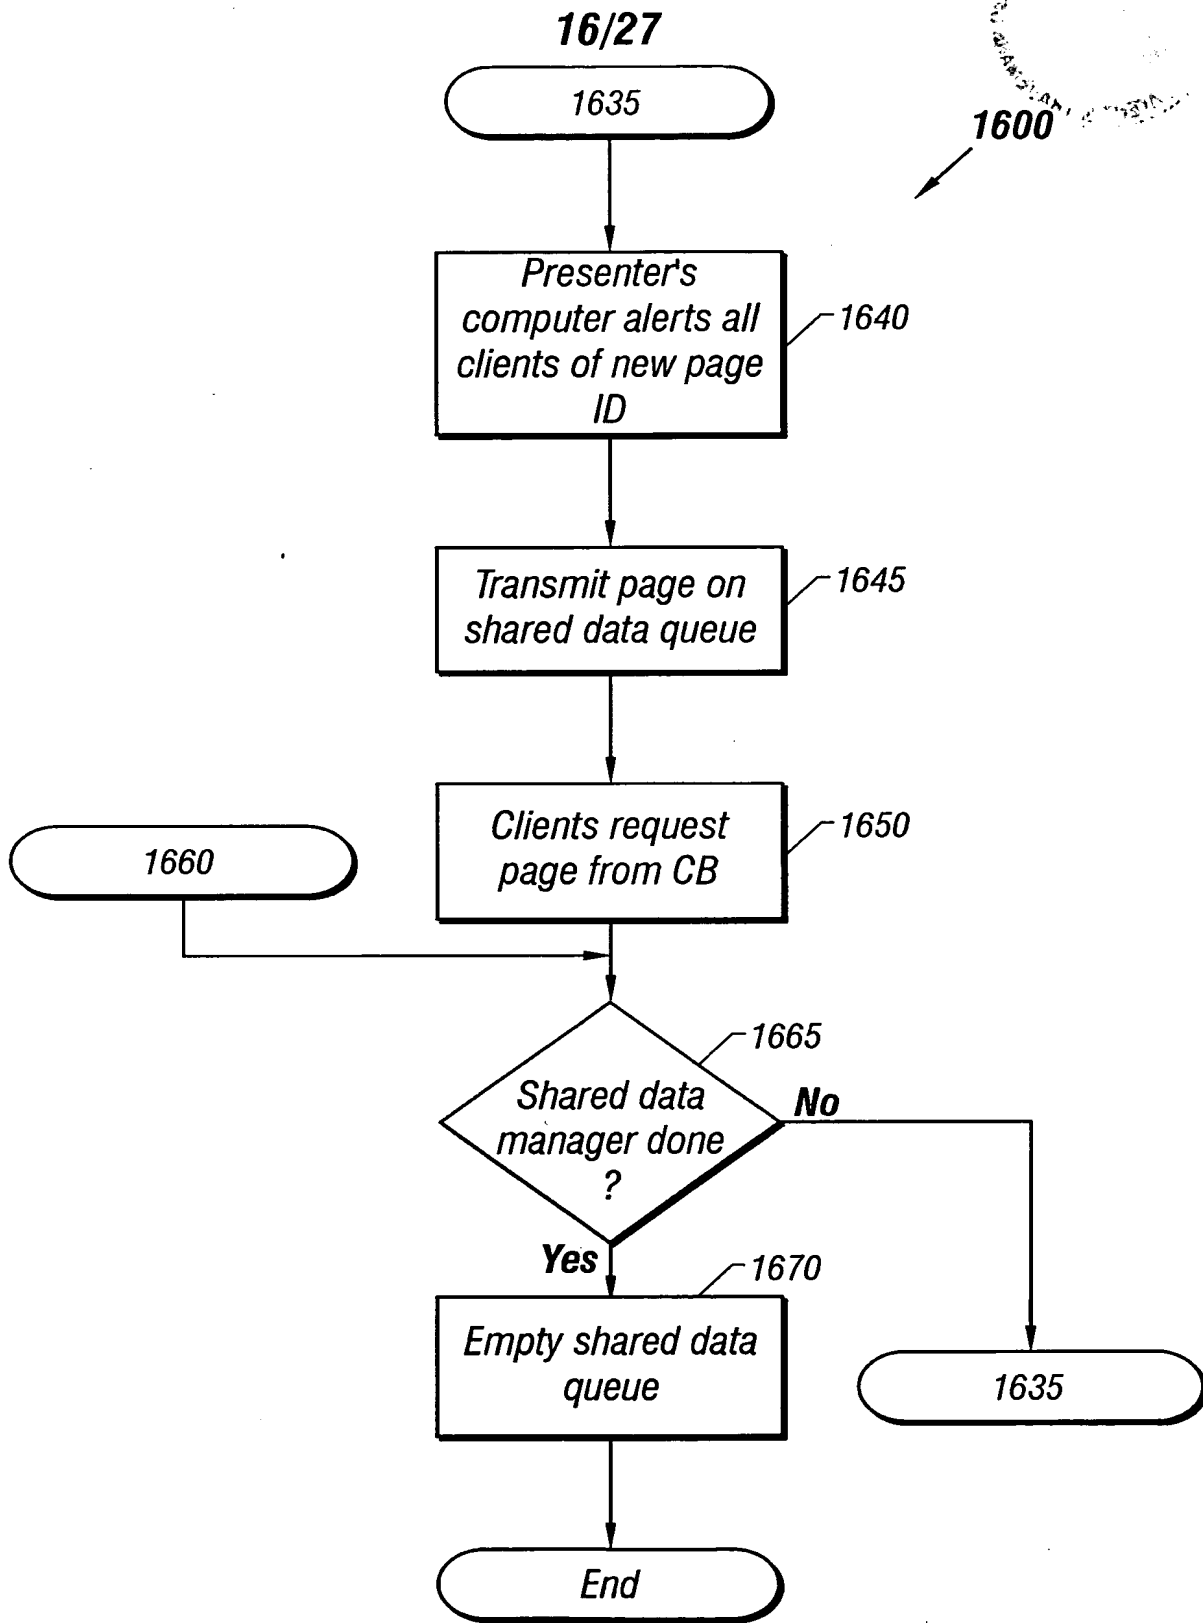 16/27
1635
1600
Presenter's
computer alerts all
clients of new page
ID
1640
Transmit page on
shared data queue
1645
Clients request
page from CB
1650
1660
1665
Shared data
manager done
?
No
Yes
1670
Empty shared data
queue
1635
End